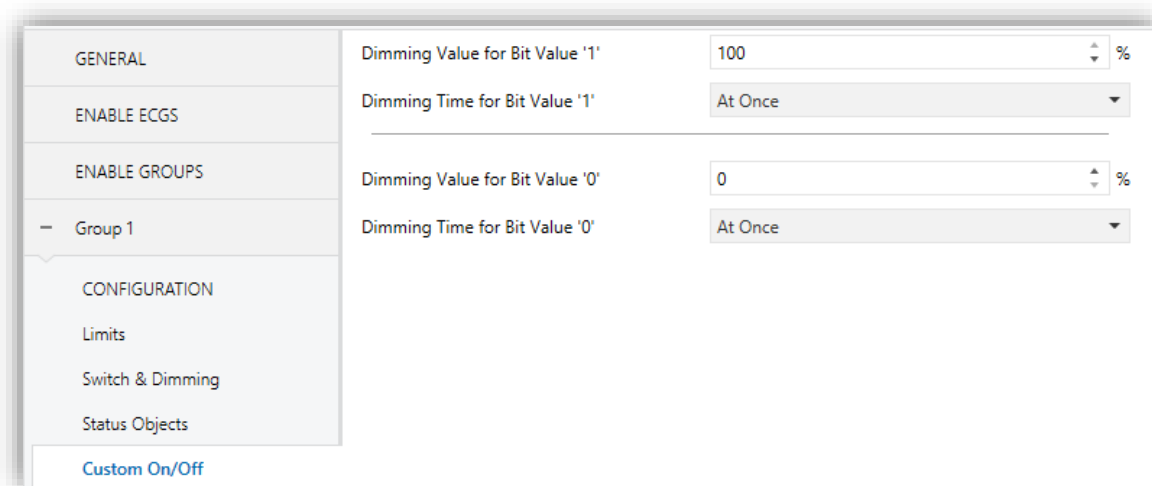 GENERAL
ENABLE ECGS
ENABLE GROUPS
− Group 1
CONFIGURATION
Limits
Switch & Dimming
Status Objects
Custom On/Off
Dimming Value for Bit Value '1' 100 %
Dimming Time for Bit Value '1' At Once
Dimming Value for Bit Value '0' 0 %
Dimming Time for Bit Value '0' At Once